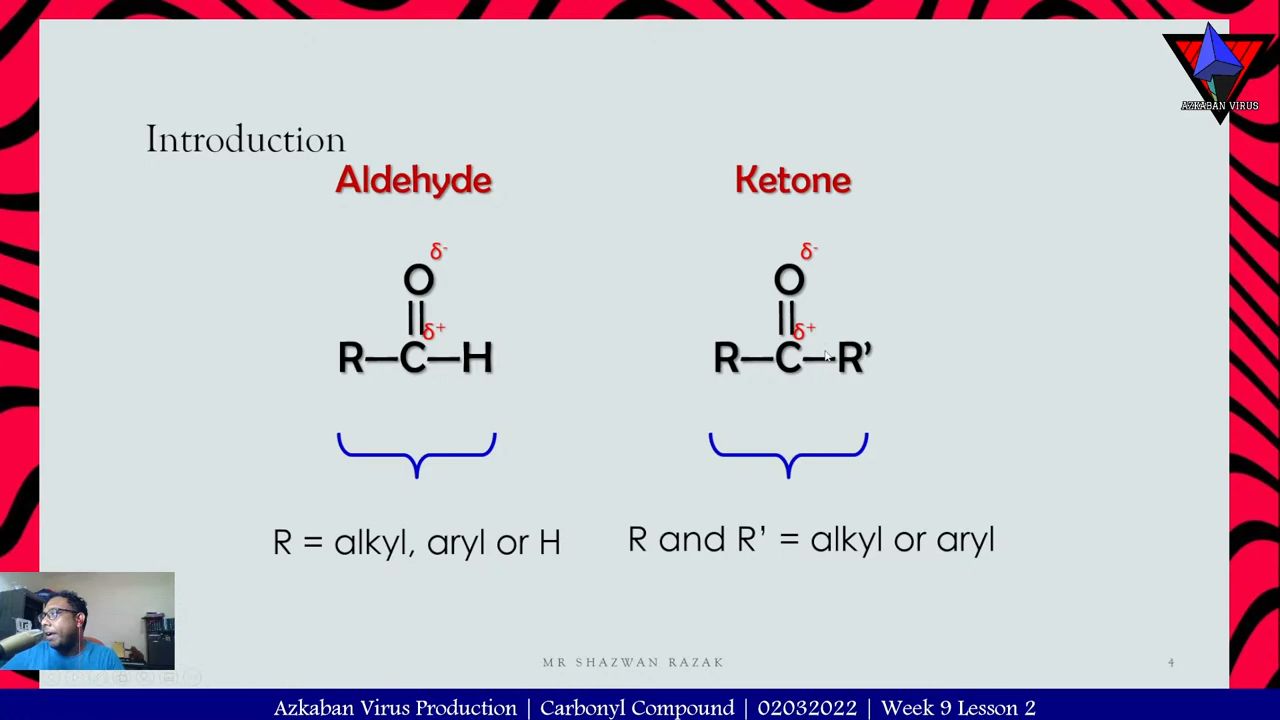 AZKABAN VIRUS
Introduction
Aldehyde
Ketone
δ-
O
δ+
R—C—H
δ-
O
δ+
R—C—R’
R = alkyl, aryl or H
R and R’ = alkyl or aryl
MR SHAZWAN RAZAK
4
Azkaban Virus Production | Carbonyl Compound | 02032022 | Week 9 Lesson 2